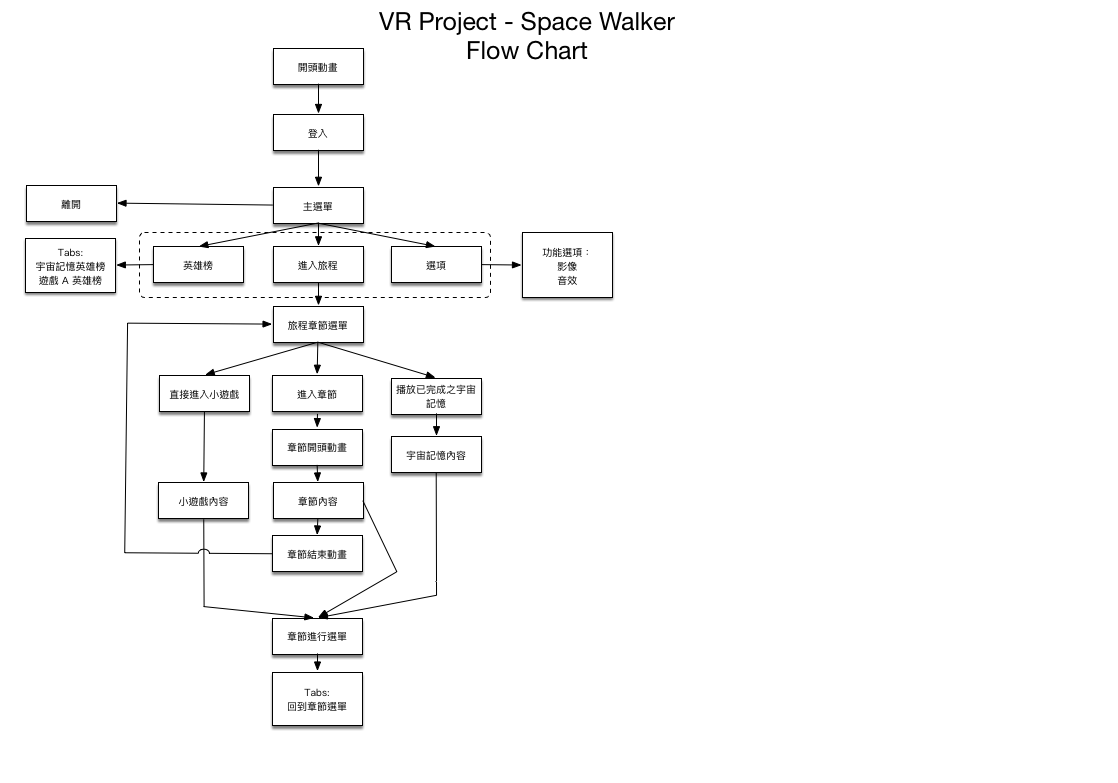 VR Project - Space Walker
Flow Chart
開頭動畫
登入
主選單
離開
Tabs:
宇宙記憶英雄榜
遊戲 A 英雄榜
英雄榜
進入旅程
選項
功能選項：
影像
音效
旅程章節選單
直接進入小遊戲
進入章節
播放已完成之宇宙
記憶
章節開頭動畫
宇宙記憶內容
小遊戲內容
章節內容
章節結束動畫
章節進行選單
Tabs:
回到章節選單